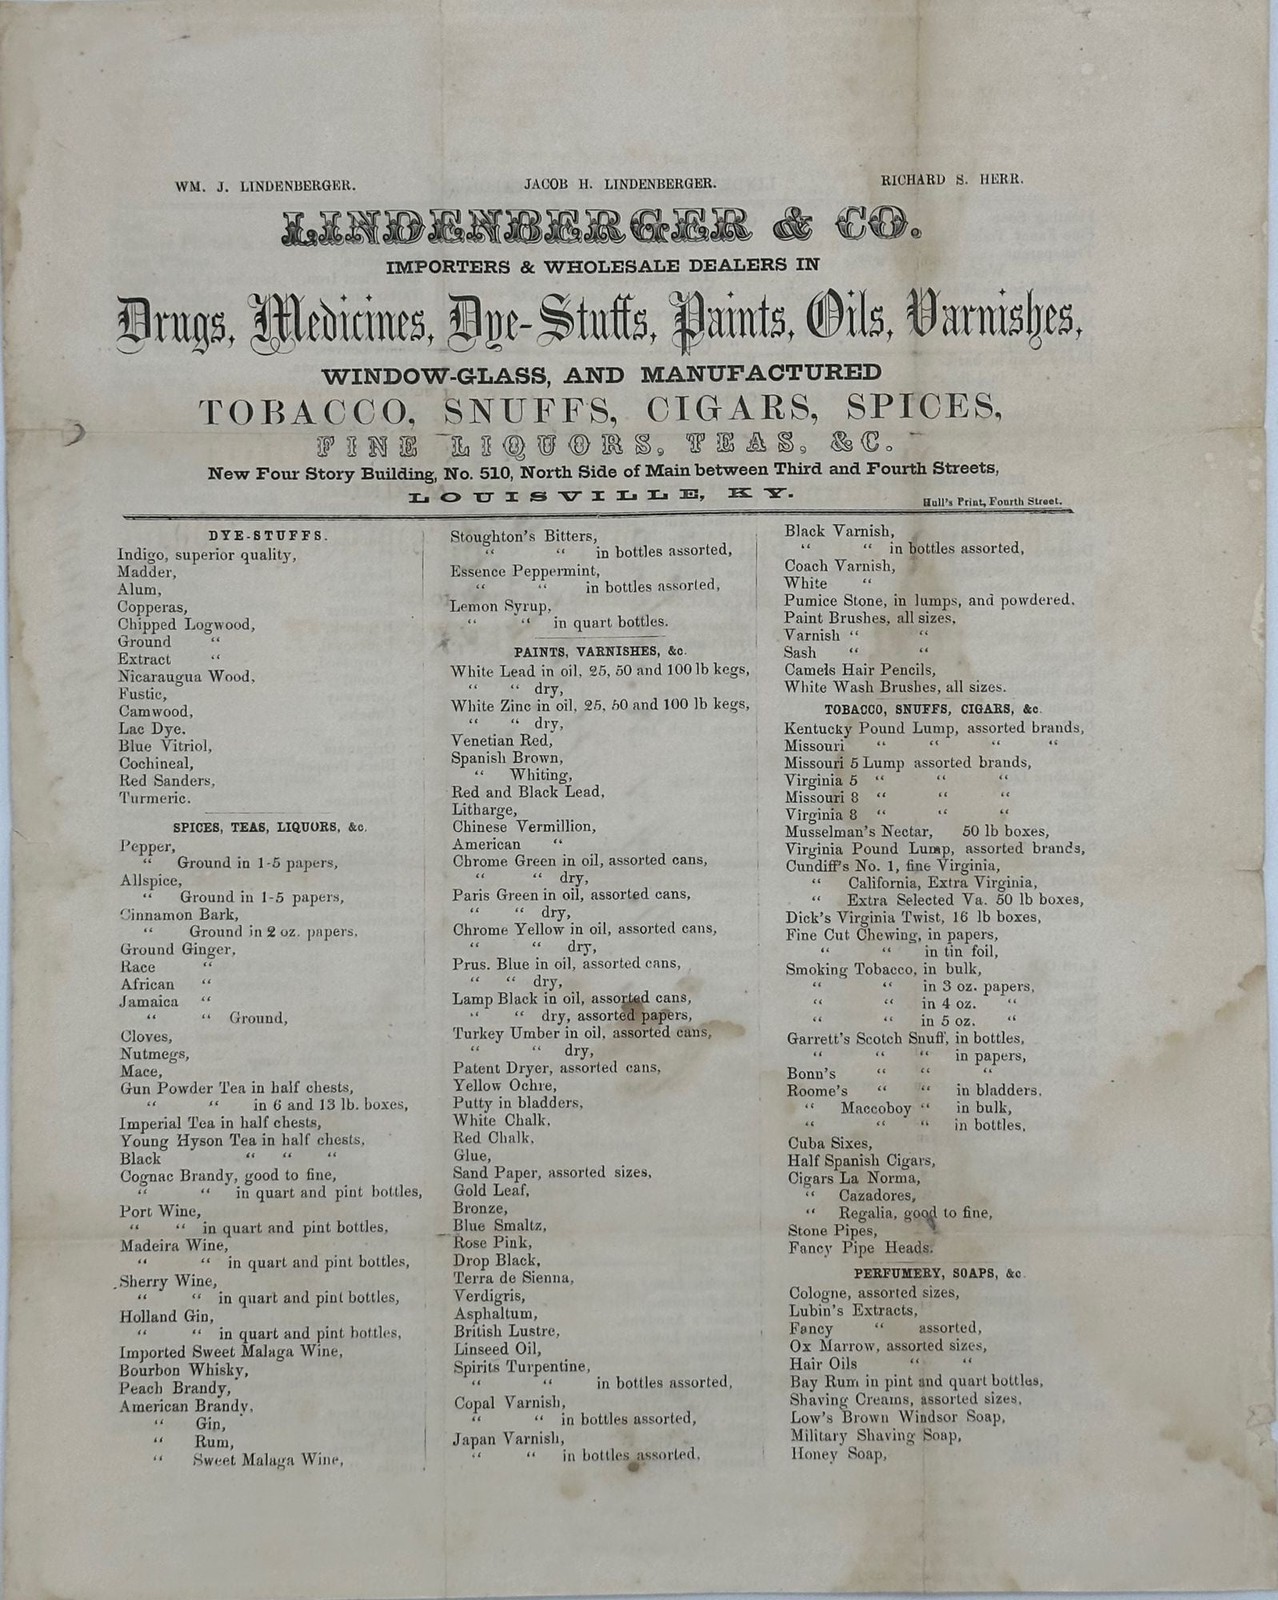 WM. J. LINDENBERGER. JACOB H. LINDENBERGER. RICHARD S. HERR.
LINDENBERGER & CO.
IMPORTERS & WHOLESALE DEALERS IN
Drugs, Medicines, Dye-Stuffs, Paints, Oils, Varnishes,
WINDOW-GLASS, AND MANUFACTURED
TOBACCO, SNUFFS, CIGARS, SPICES,
FINE LIQUORS, TEAS, &C.
New Four Story Building, No. 510, North Side of Main between Third and Fourth Streets,
LOUISVILLE, KY.
Hull's Print, Fourth Street.
DYE-STUFFS.
Indigo, superior quality,
Madder,
Alum,
Copperas,
Chipped Logwood,
Ground “
Extract “
Nicaraugua Wood,
Fustic,
Camwood,
Lac Dye,
Blue Vitriol,
Cochineal,
Red Sanders,
Turmeric.
SPICES, TEAS, LIQUORS, &c.
Pepper,
“ Ground in 1-5 papers,
Allspice,
“ Ground in 1-5 papers,
Cinnamon Bark,
“ Ground in 2 oz. papers,
Ground Ginger,
Race “
African “
Jamaica “
“ “ Ground,
Cloves,
Nutmegs,
Mace,
Gun Powder Tea in half chests,
“ “ in 6 and 13 lb. boxes,
Imperial Tea in half chests,
Young Hyson Tea in half chests,
Black “ “ “
Cognac Brandy, good to fine,
“ “ in quart and pint bottles,
Port Wine,
“ “ in quart and pint bottles,
Madeira Wine,
“ “ in quart and pint bottles,
Sherry Wine,
“ “ in quart and pint bottles,
Holland Gin,
“ “ in quart and pint bottles,
Imported Sweet Malaga Wine,
Bourbon Whisky,
Peach Brandy,
American Brandy,
“ Gin,
“ Rum,
“ Sweet Malaga Wine,
Stoughton's Bitters,
“ “ in bottles assorted,
Essence Peppermint,
“ “ in bottles assorted,
Lemon Syrup,
“ “ in quart bottles.
PAINTS, VARNISHES, &c.
White Lead in oil, 25, 50 and 100 lb kegs,
“ “ dry,
White Zinc in oil, 25, 50 and 100 lb kegs,
“ “ dry,
Venetian Red,
Spanish Brown,
“ Whiting,
Red and Black Lead,
Litharge,
Chinese Vermillion,
American “
Chrome Green in oil, assorted cans,
“ “ dry,
Paris Green in oil, assorted cans,
“ “ dry,
Chrome Yellow in oil, assorted cans,
“ “ dry,
Prus. Blue in oil, assorted cans,
“ “ dry,
Lamp Black in oil, assorted cans,
“ “ dry, assorted papers,
Turkey Umber in oil, assorted cans,
“ “ dry,
Patent Dryer, assorted cans,
Yellow Ochre,
Putty in bladders,
White Chalk,
Red Chalk,
Glue,
Sand Paper, assorted sizes,
Gold Leaf,
Bronze,
Blue Smaltz,
Rose Pink,
Drop Black,
Terra de Sienna,
Verdigris,
Asphaltum,
British Lustre,
Linseed Oil,
Spirits Turpentine,
“ “ in bottles assorted,
Copal Varnish,
“ “ in bottles assorted,
Japan Varnish,
“ “ in bottles assorted.
Black Varnish,
“ “ in bottles assorted,
Coach Varnish,
White “
Pumice Stone, in lumps, and powdered.
Paint Brushes, all sizes,
Varnish “ “
Sash “ “
Camels Hair Pencils,
White Wash Brushes, all sizes.
TOBACCO, SNUFFS, CIGARS, &c.
Kentucky Pound Lump, assorted brands,
Missouri “ “ “ “
Missouri 5 Lump assorted brands,
Virginia 5 “ “ “
Missouri 8 “ “ “
Virginia 8 “ “ “
Musselman's Nectar, 50 lb boxes,
Virginia Pound Lump, assorted brands,
Cundiff's No. 1, fine Virginia,
“ California, Extra Virginia,
“ Extra Selected Va. 50 lb boxes,
Dick's Virginia Twist, 16 lb boxes,
Fine Cut Chewing, in papers,
“ “ in tin foil,
Smoking Tobacco, in bulk,
“ “ in 3 oz. papers,
“ “ in 4 oz. “
“ “ in 5 oz. “
Garrett's Scotch Snuff, in bottles,
“ “ “ in papers,
Bonn's “ “ “
Roome's “ “ in bladders,
“ Maccoboy “ in bulk,
“ “ “ in bottles,
Cuba Sixes,
Half Spanish Cigars,
Cigars La Norma,
“ Cazadores,
“ Regalia, good to fine,
Stone Pipes,
Fancy Pipe Heads.
PERFUMERY, SOAPS, &c.
Cologne, assorted sizes,
Lubin's Extracts,
Fancy “ assorted,
Ox Marrow, assorted sizes,
Hair Oils “ “
Bay Rum in pint and quart bottles,
Shaving Creams, assorted sizes,
Low's Brown Windsor Soap,
Military Shaving Soap,
Honey Soap,